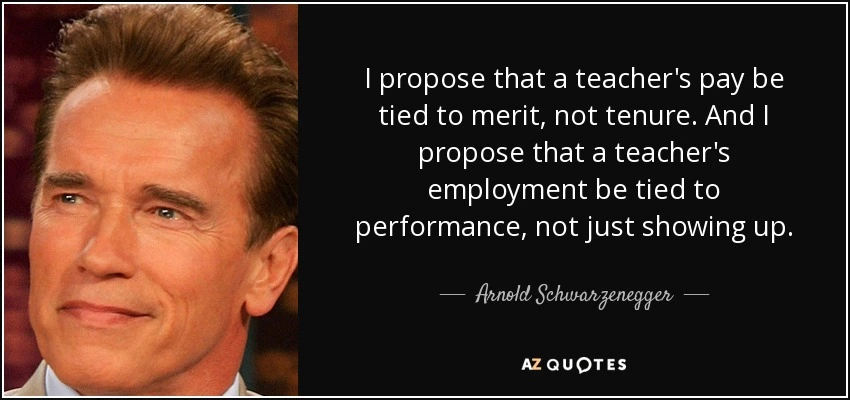 I propose that a teacher's pay be
tied to merit, not tenure. And I
propose that a teacher's
employment be tied to
performance, not just showing up.
Arnold Schwarzenegger
AZ QUOTES